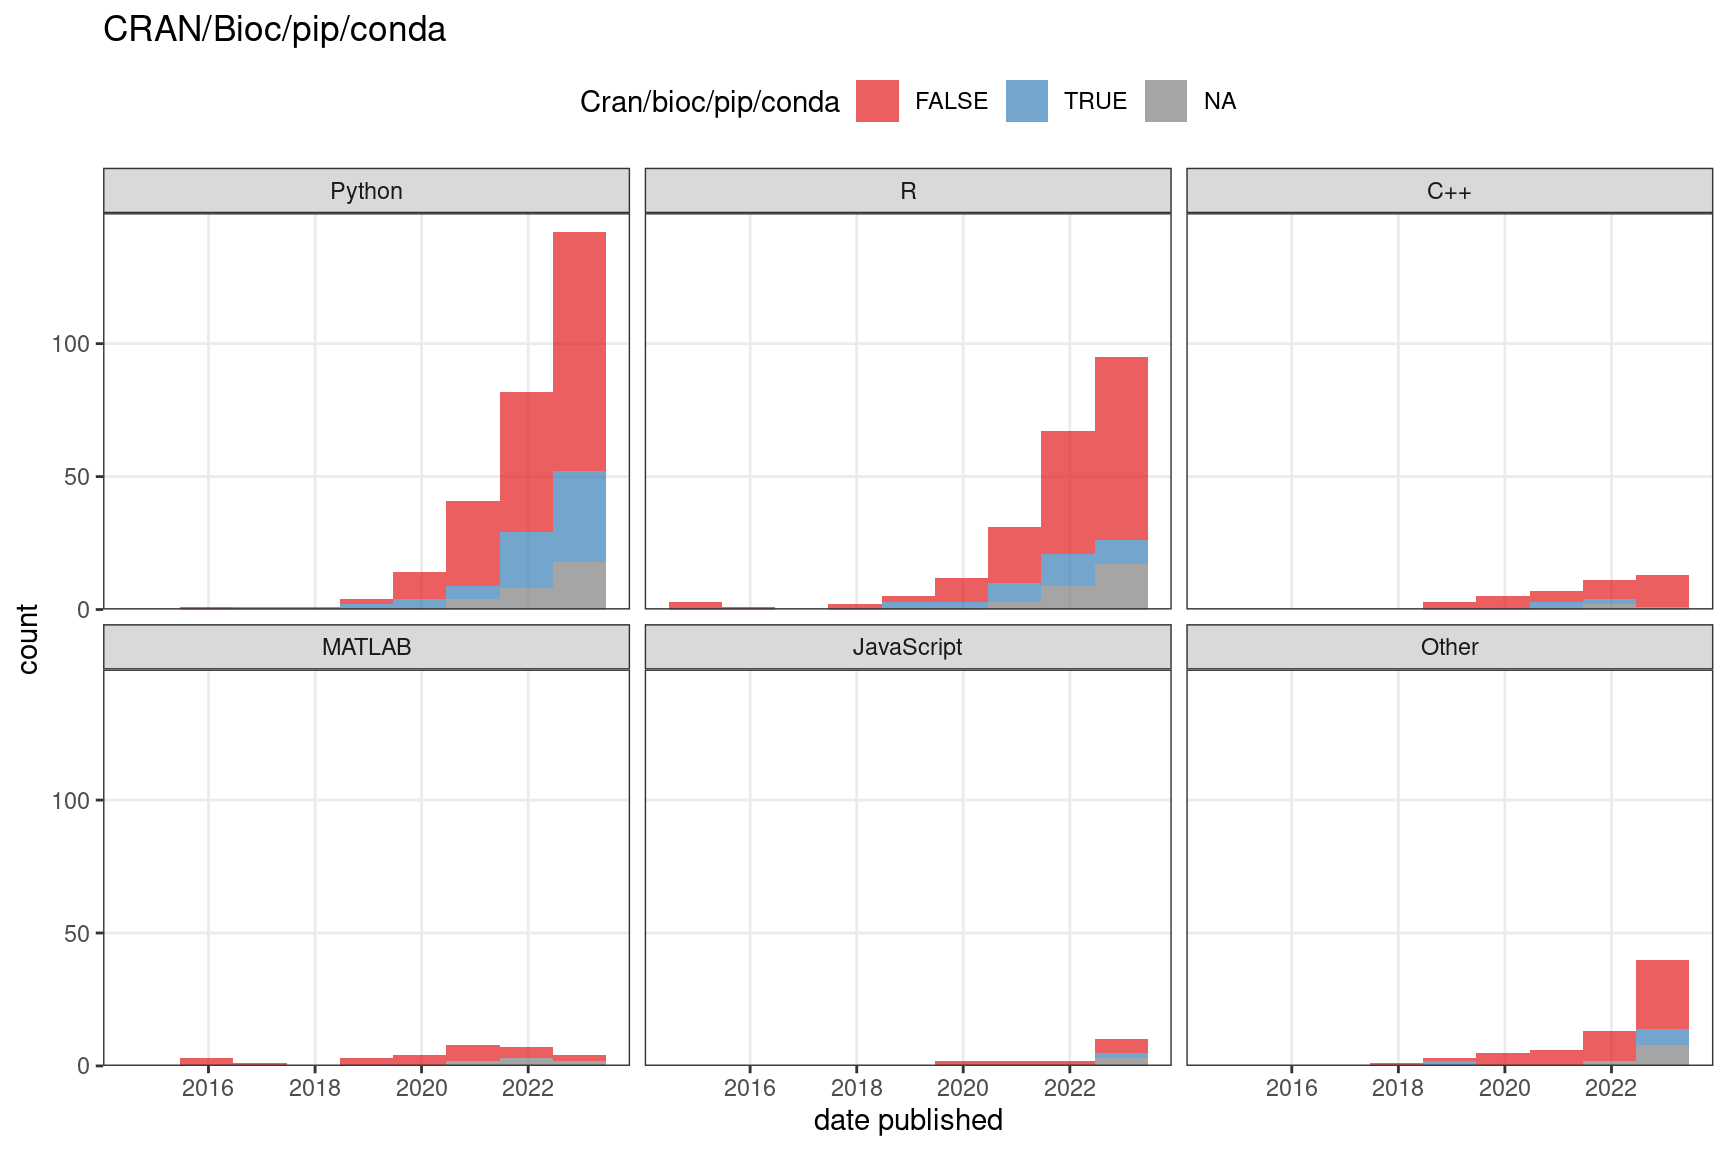 CRAN/Bioc/pip/conda
Cran/bioc/pip/conda FALSE TRUE NA
Python R C++
100
50
0
count
MATLAB JavaScript Other
100
50
0
2016 2018 2020 2022 2016 2018 2020 2022 2016 2018 2020 2022
date published